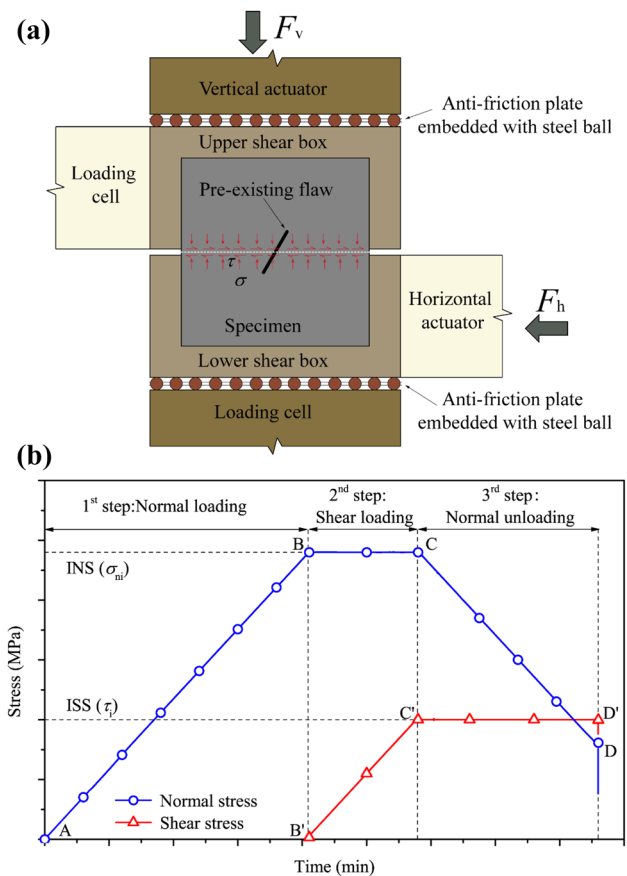 (a)
Fv
Vertical actuator
Anti-friction plate
embedded with steel ball
Upper shear box
Loading
cell
Pre-existing flaw
τ
σ
Horizontal
actuator
Fh
Specimen
Lower shear box
Anti-friction plate
embedded with steel ball
Loading cell
(b)
1st step:Normal loading
2nd step:
Shear loading
3rd step:
Normal unloading
B
C
INS (σni)
ISS (τi)
C'
D'
D
Stress (MPa)
Normal stress
Shear stress
A
B'
Time (min)